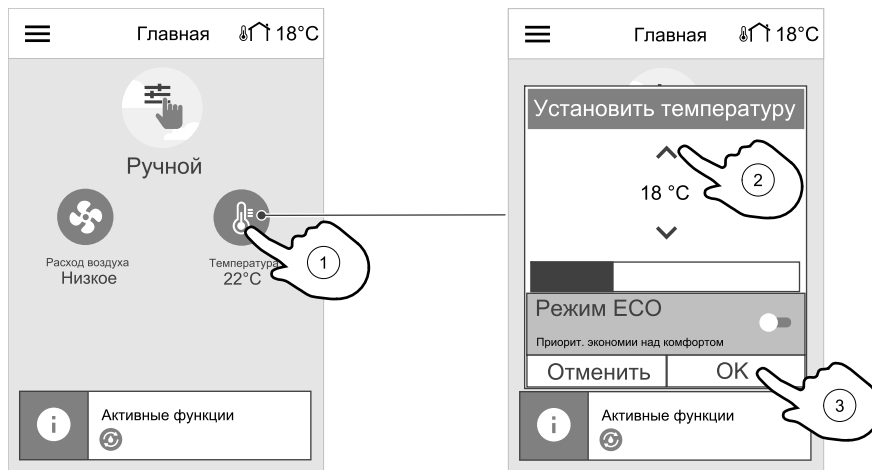 Главная
18°C
Ручной
Расход воздуха
Низкое
Температура
22°C
1
i
Активные функции
Главная
18°C
Установить температуру
18 °C
2
Режим ECO
Приорит. экономии над комфортом
Отменить
OK
3
i
Активные функции